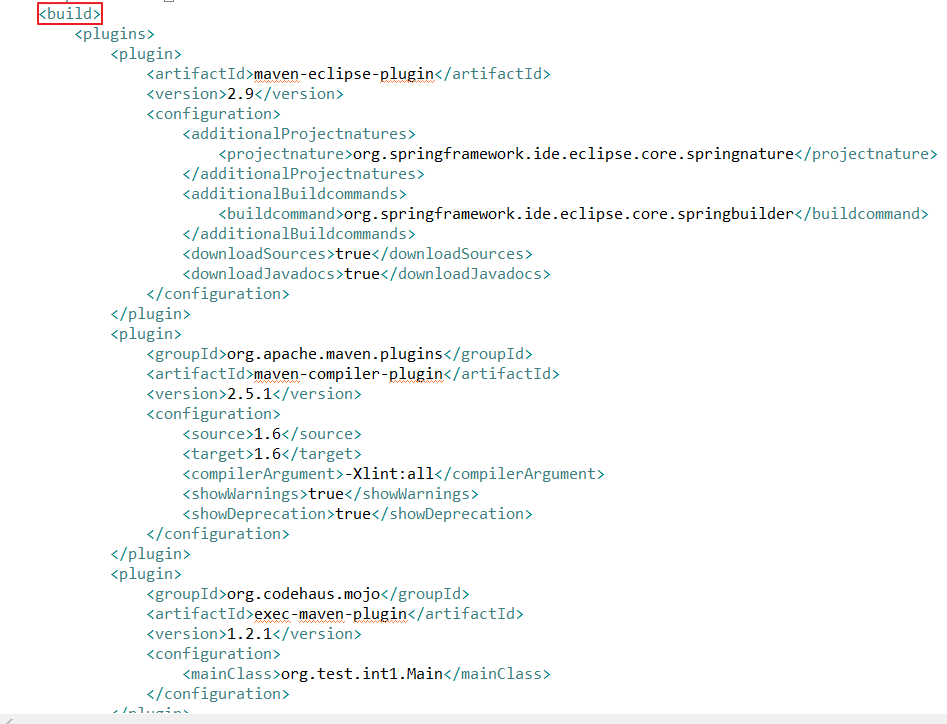 <build>
<plugins>
<plugin>
<artifactId>maven-eclipse-plugin</artifactId>
<version>2.9</version>
<configuration>
<additionalProjectnatures>
<projectnature>org.springframework.ide.eclipse.core.springnature</projectnature>
</additionalProjectnatures>
<additionalBuildcommands>
<buildcommand>org.springframework.ide.eclipse.core.springbuilder</buildcommand>
</additionalBuildcommands>
<downloadSources>true</downloadSources>
<downloadJavadocs>true</downloadJavadocs>
</configuration>
</plugin>
<plugin>
<groupId>org.apache.maven.plugins</groupId>
<artifactId>maven-compiler-plugin</artifactId>
<version>2.5.1</version>
<configuration>
<source>1.6</source>
<target>1.6</target>
<compilerArgument>-Xlint:all</compilerArgument>
<showWarnings>true</showWarnings>
<showDeprecation>true</showDeprecation>
</configuration>
</plugin>
<plugin>
<groupId>org.codehaus.mojo</groupId>
<artifactId>exec-maven-plugin</artifactId>
<version>1.2.1</version>
<configuration>
<mainClass>org.test.int1.Main</mainClass>
</configuration>
</plugin>